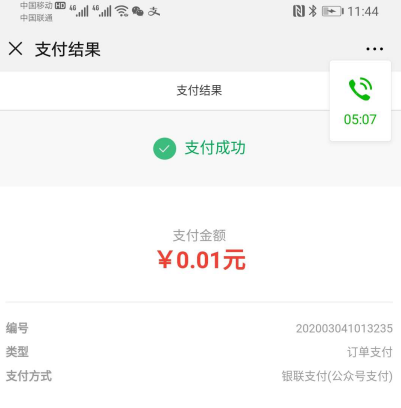 中国移动 HD
中国联通
4G 4G
11:44
支付结果
支付结果
05:07
支付成功
支付金额
￥0.01元
编号 202003041013235
类型 订单支付
支付方式 银联支付(公众号支付)